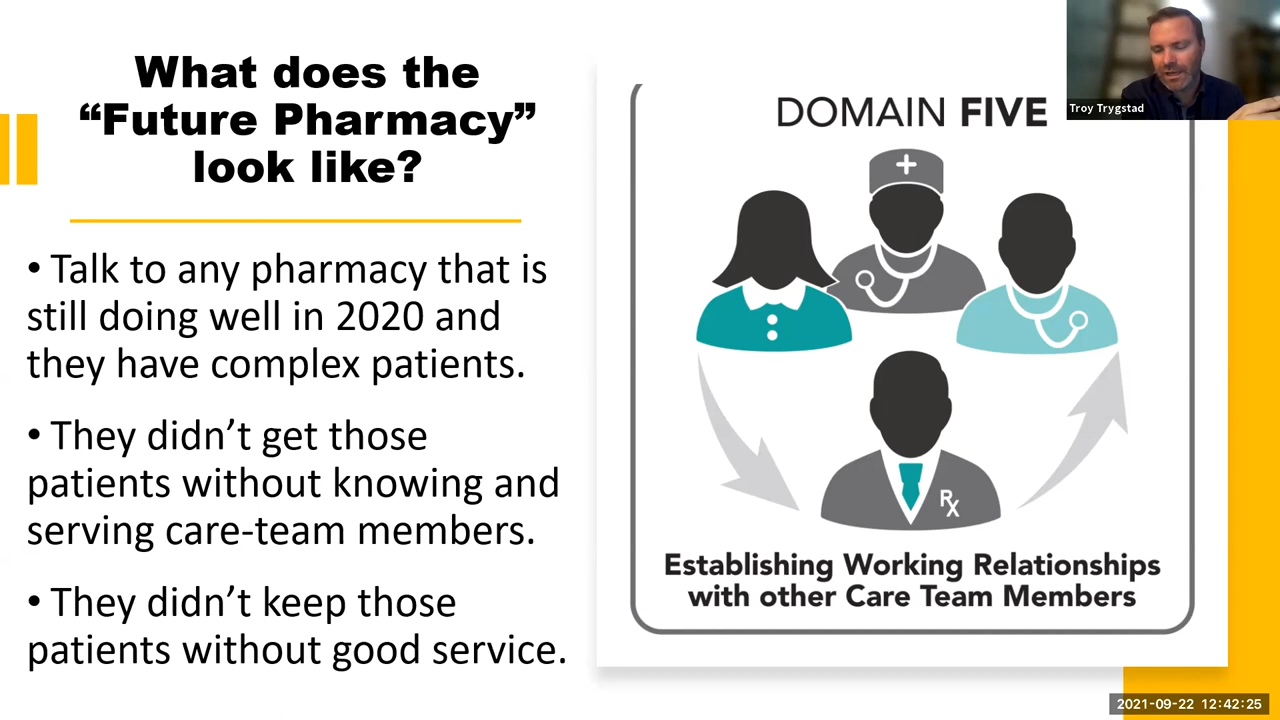 What does the
“Future Pharmacy”
look like?
• Talk to any pharmacy that is
still doing well in 2020 and
they have complex patients.
• They didn’t get those
patients without knowing and
serving care-team members.
• They didn’t keep those
patients without good service.
DOMAIN FIVE
RX
Establishing Working Relationships
with other Care Team Members
Troy Trygstad
2021-09-22 12:42:25